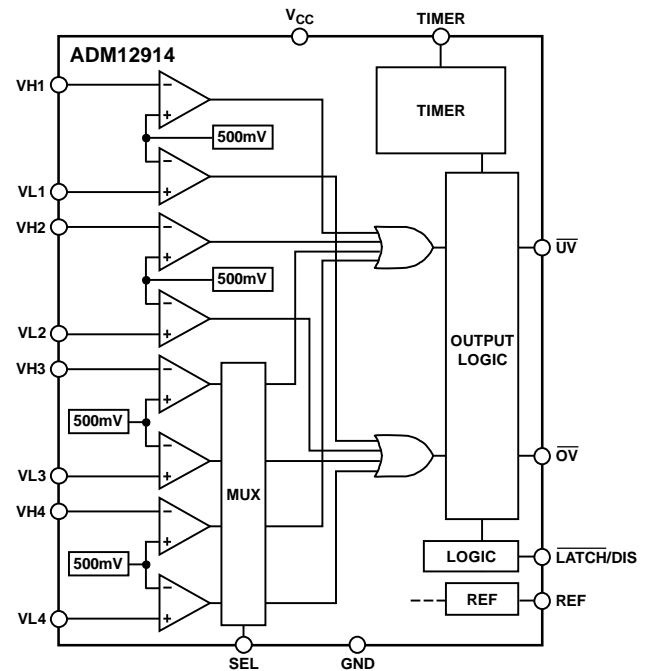 VCC
TIMER
ADM12914
VH1
−
+
TIMER
500mV
−
VL1
+
VH2
−
+
UV
500mV
−
VL2
+
OUTPUT
LOGIC
VH3
−
+
500mV
−
OV
VL3
+
MUX
VH4
−
+
LOGIC
LATCH/DIS
500mV
−
REF
REF
VL4
+
SEL
GND